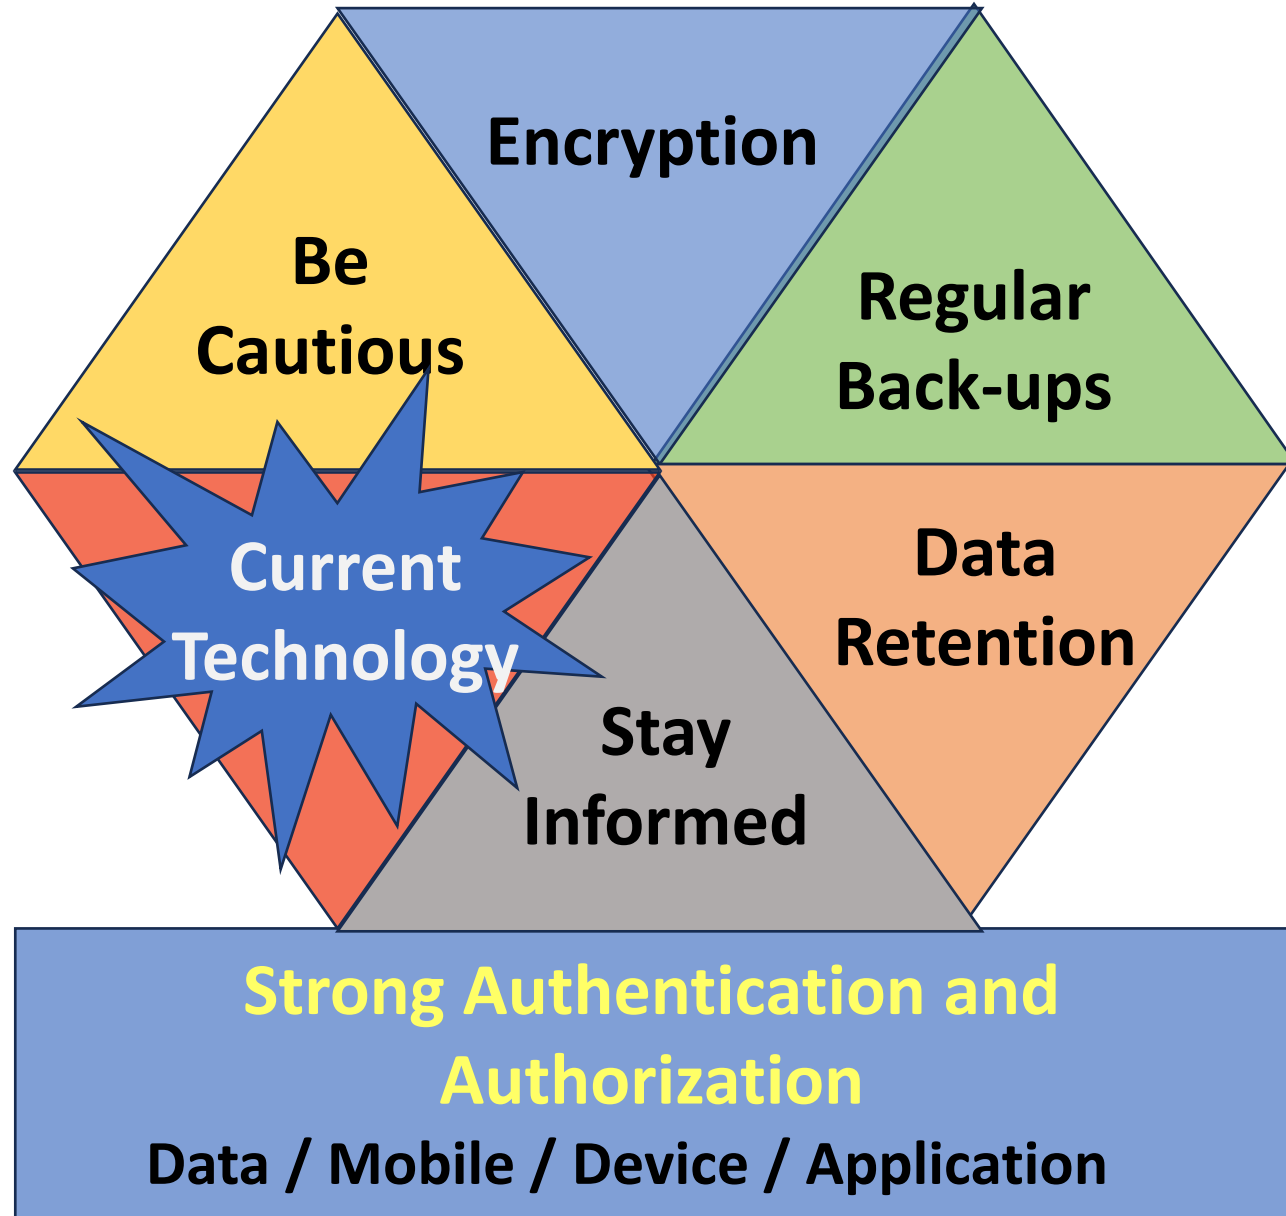 Encryption
Be
Cautious
Regular
Back-ups
Current
Technology
Data
Retention
Stay
Informed
Strong Authentication and
Authorization
Data / Mobile / Device / Application